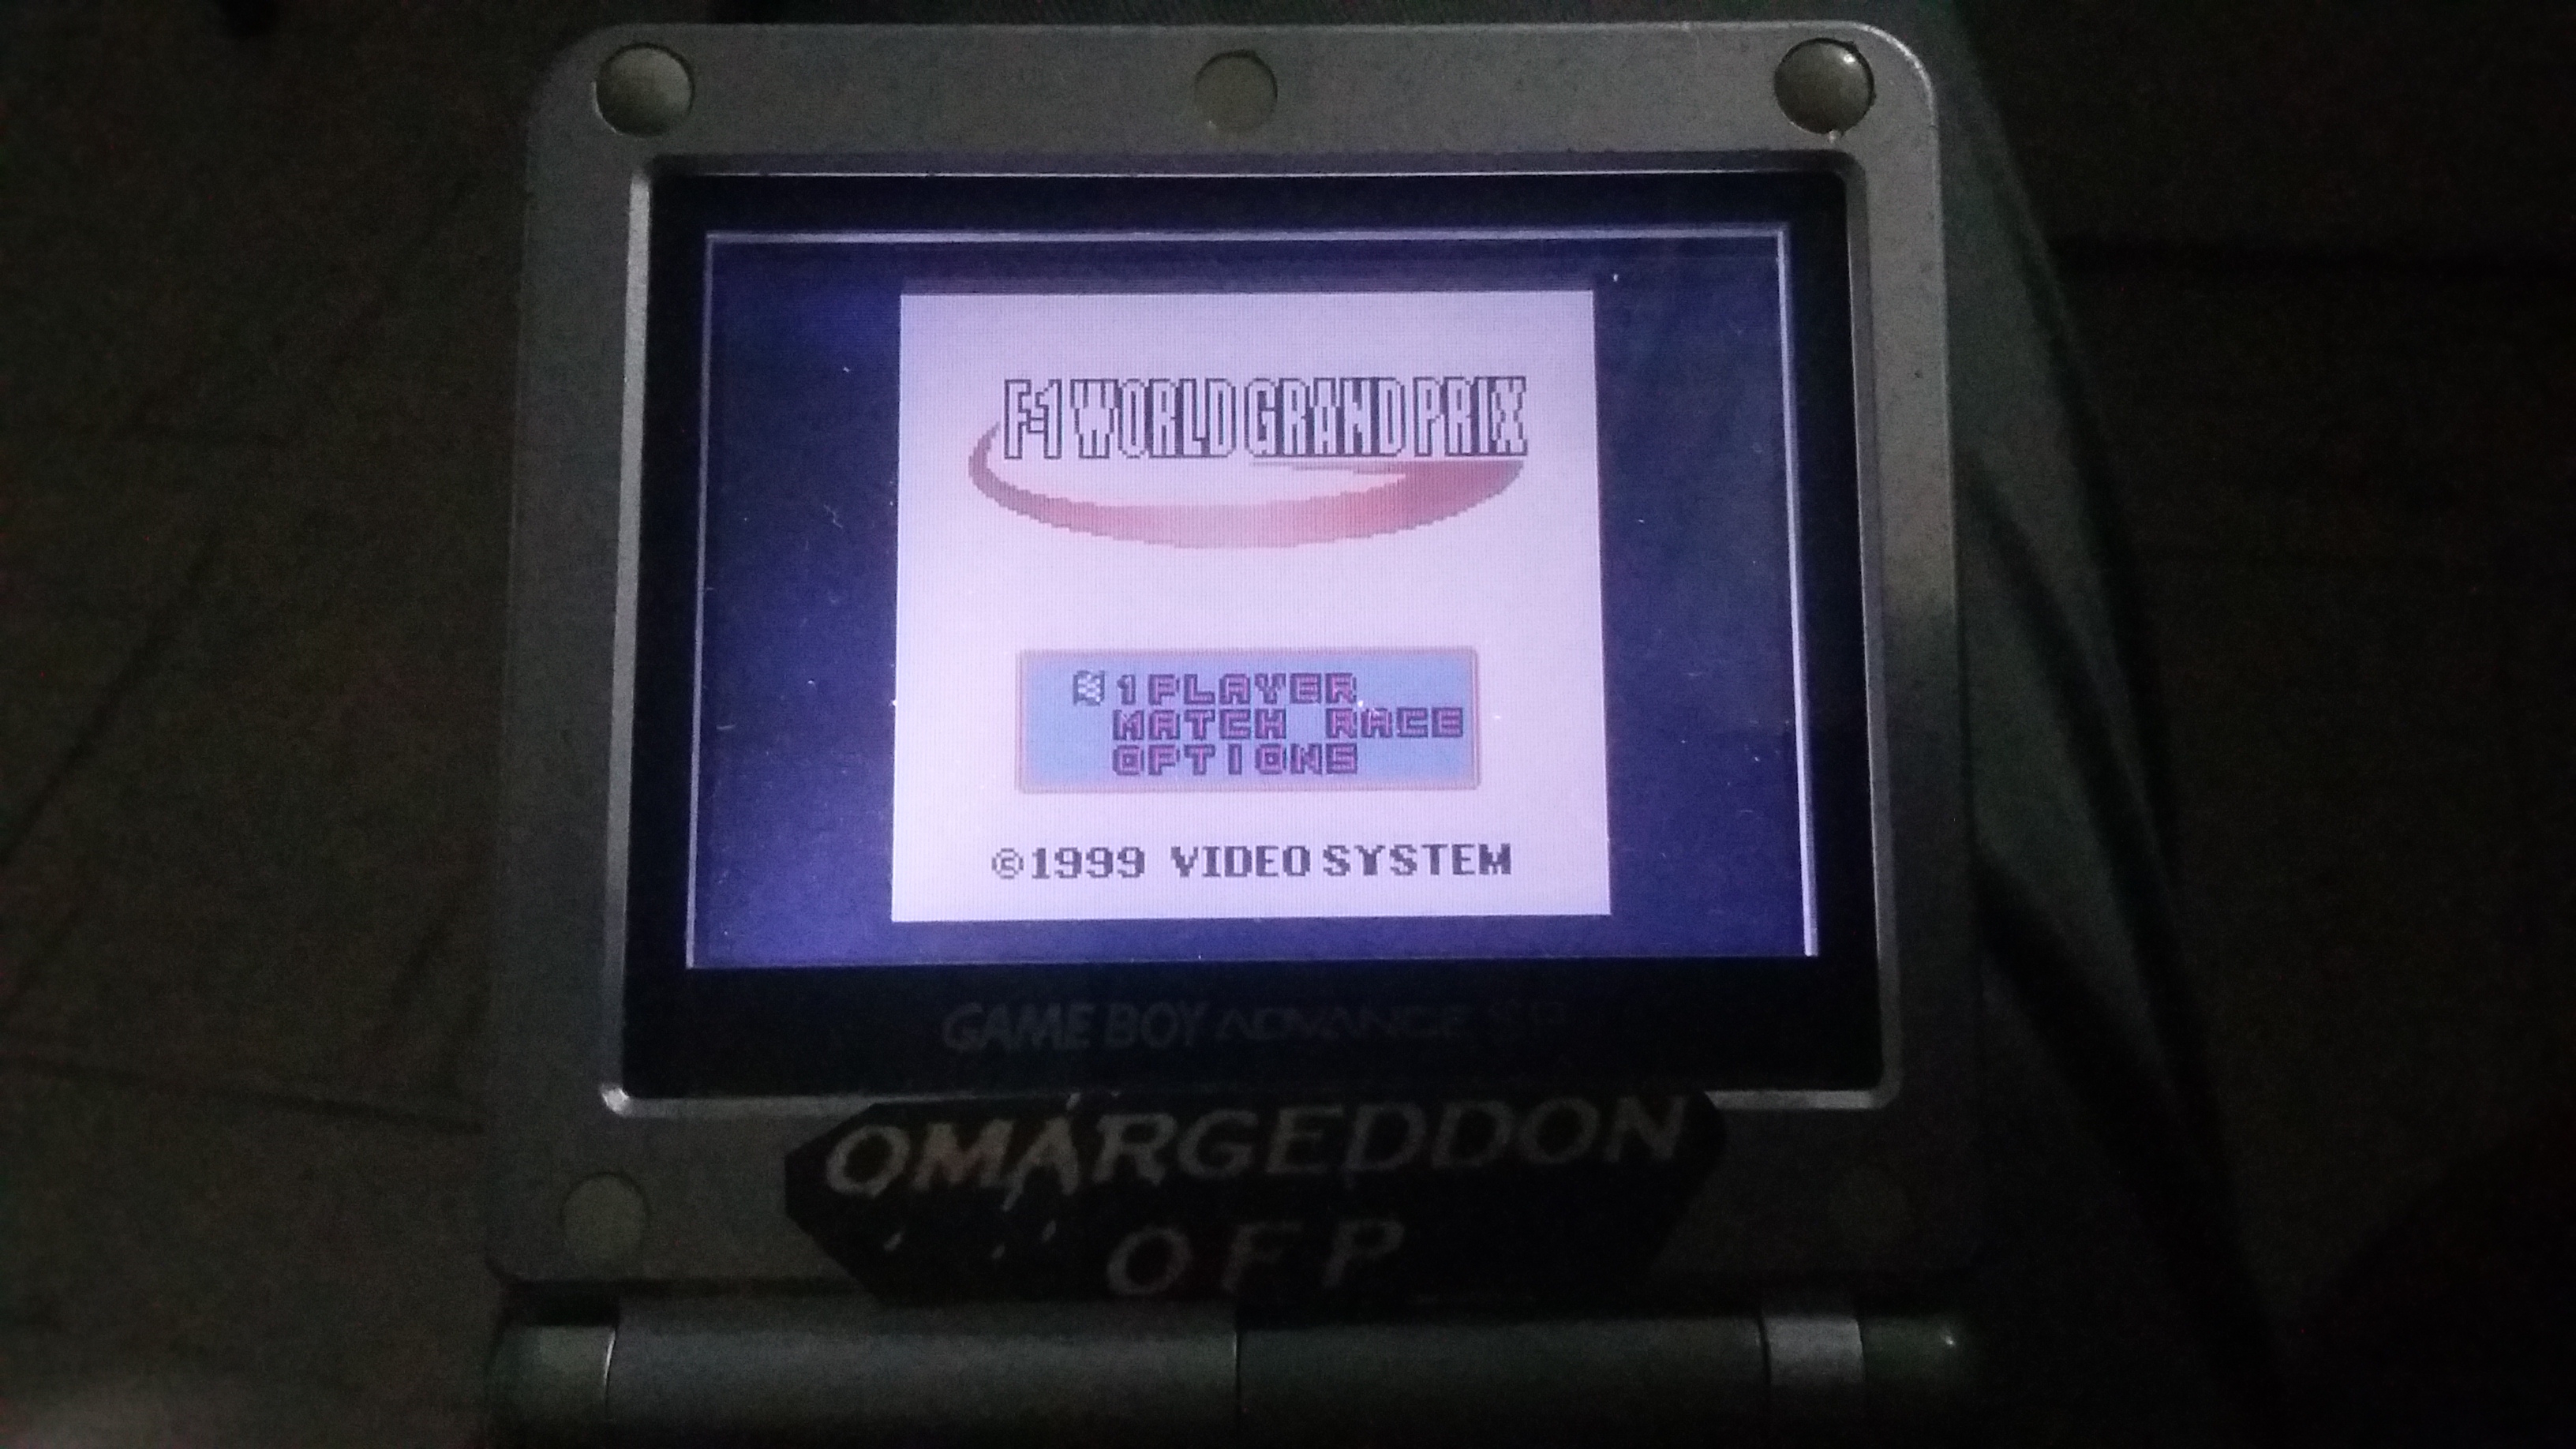 F-1 WORLD GRAND PRIX
1 PLAYER
MATCH RACE
OPTIONS
©1999 VIDEO SYSTEM
GAME BOY ADVANCE SP
OMARGEDDON
OFP